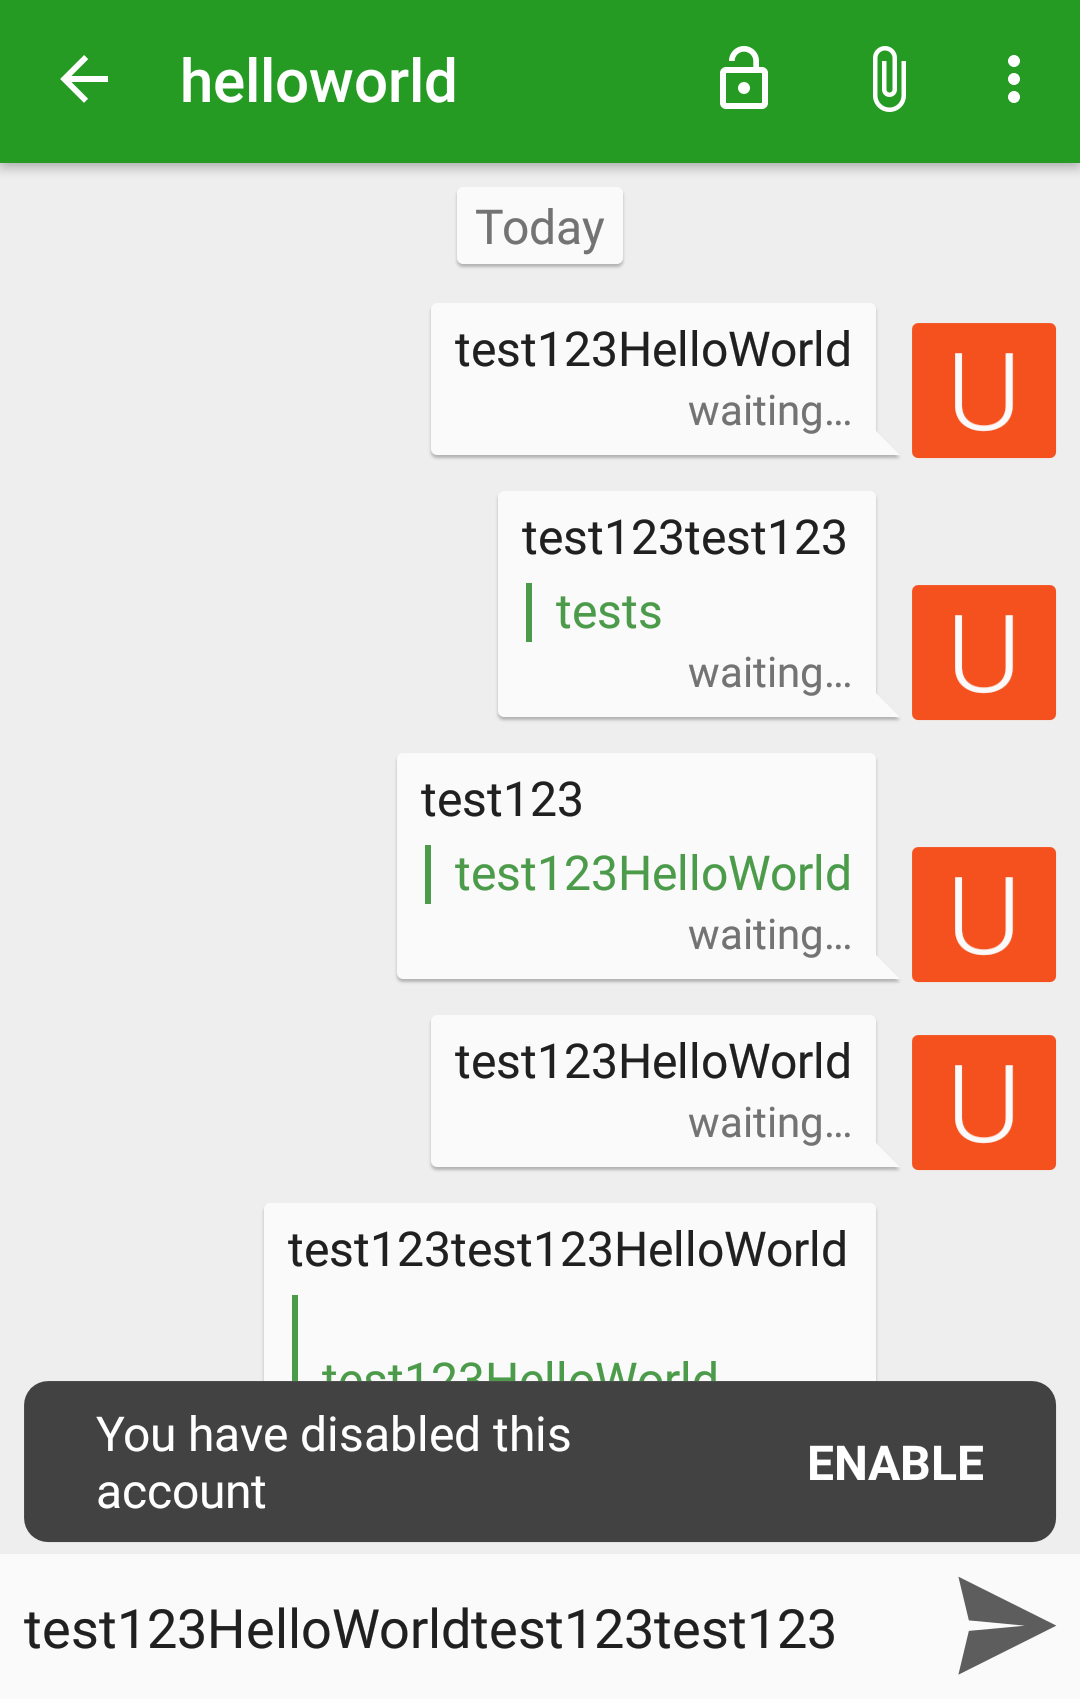 helloworld
Today
test123HelloWorld
waiting…
U
test123test123
tests
waiting…
U
test123
test123HelloWorld
waiting…
U
test123HelloWorld
waiting…
U
test123test123HelloWorld
test123HelloWorld
You have disabled this
account
ENABLE
test123HelloWorldtest123test123